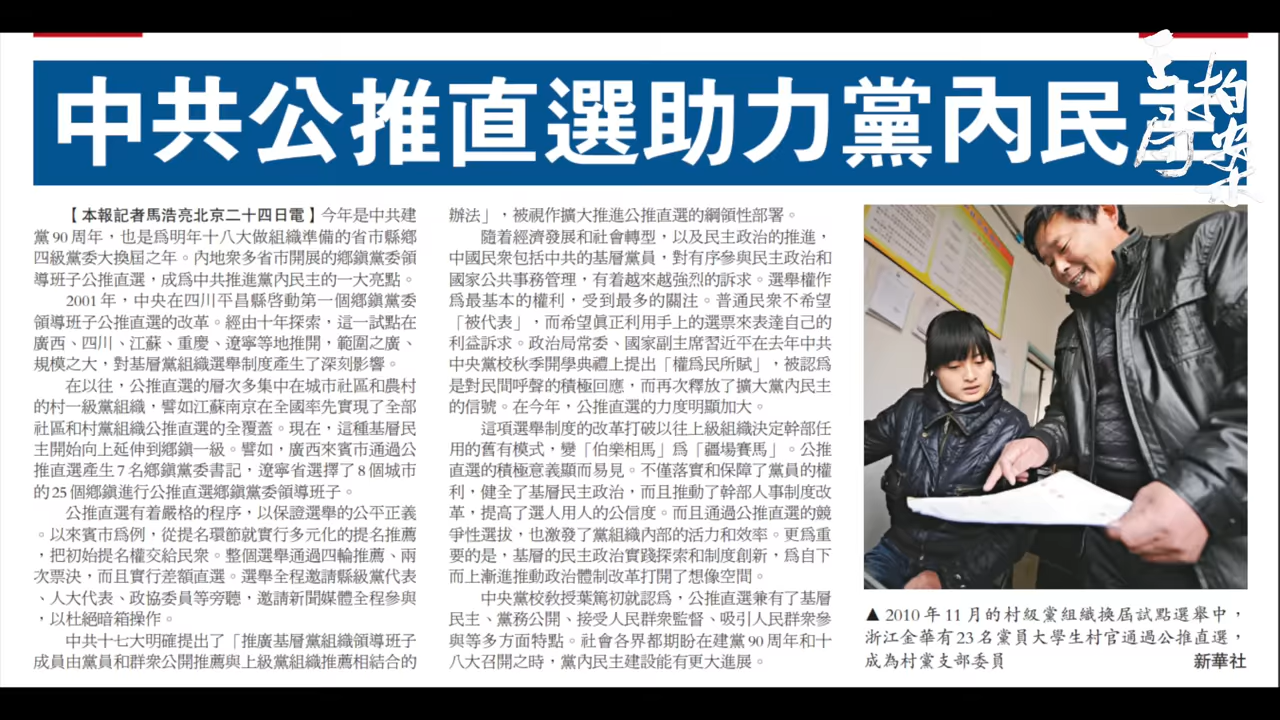 中共公推直選助力黨內民主
【本報記者馬浩亮北京二十四日電】今年是中共建
黨90周年，也是爲明年十八大做組織準備的省市縣鄉
四級黨委大換屆之年。內地衆多省市開展的鄉鎭黨委領
導班子公推直選，成爲中共推進黨內民主的一大亮點。
2001年，中央在四川平昌縣啓動第一個鄉鎭黨委
領導班子公推直選的改革。經由十年探索，這一試點在
廣西、四川、江蘇、重慶、遼寧等地推開，範圍之廣、
規模之大，對基層黨組織選舉制度產生了深刻影響。
在以往，公推直選的層次多集中在城市社區和農村
的村一級黨組織，譬如江蘇南京在全國率先實現了全部
社區和村黨組織公推直選的全覆蓋。現在，這種基層民
主開始向上延伸到鄉鎭一級。譬如，廣西來賓市通過公
推直選產生7名鄉鎭黨委書記，遼寧省選擇了8個城市
的25個鄉鎭進行公推直選鄉鎭黨委領導班子。
公推直選有着嚴格的程序，以保證選舉的公平正義
。以來賓市爲例，從提名環節就實行多元化的提名推薦
，把初始提名權交給民衆。整個選舉通過四輪推薦、兩
次票決，而且實行差額直選。選舉全程邀請縣級黨代表
、人大代表、政協委員等旁聽，邀請新聞媒體全程參與
，以杜絕暗箱操作。
中共十七大明確提出了「推廣基層黨組織領導班子
成員由黨員和群衆公開推薦與上級黨組織推薦相結合的
辦法」，被視作擴大推進公推直選的綱領性部署。
隨着經濟發展和社會轉型，以及民主政治的推進，
中國民衆包括中共的基層黨員，對有序參與民主政治和
國家公共事務管理，有着越來越強烈的訴求。選舉權作
爲最基本的權利，受到最多的關注。普通民衆不希望
「被代表」，而希望眞正利用手上的選票來表達自己的
利益訴求。政治局常委、國家副主席習近平在去年中共
中央黨校秋季開學典禮上提出「權爲民所賦」，被認爲
是對民間呼聲的積極回應，而再次釋放了擴大黨內民主
的信號。在今年，公推直選的力度明顯加大。
這項選舉制度的改革打破以往上級組織決定幹部任
用的舊有模式，變「伯樂相馬」爲「疆場賽馬」。公推
直選的積極意義顯而易見。不僅落實和保障了黨員的權
利，健全了基層民主政治，而且推動了幹部人事制度改
革，提高了選人用人的公信度。而且通過公推直選的競
爭性選拔，也激發了黨組織內部的活力和效率。更爲重
要的是，基層的民主政治實踐探索和制度創新，爲自下
而上漸進推動政治體制改革打開了想像空間。
中央黨校敎授葉篤初就認爲，公推直選兼有了基層
民主、黨務公開、接受人民群衆監督、吸引人民群衆參
與等多方面特點。社會各界都期盼在建黨90周年和十
八大召開之時，黨內民主建設能有更大進展。
▲2010年11月的村級黨組織換屆試點選舉中，
浙江金華有23名黨員大學生村官通過公推直選，
成為村黨支部委員 新華社